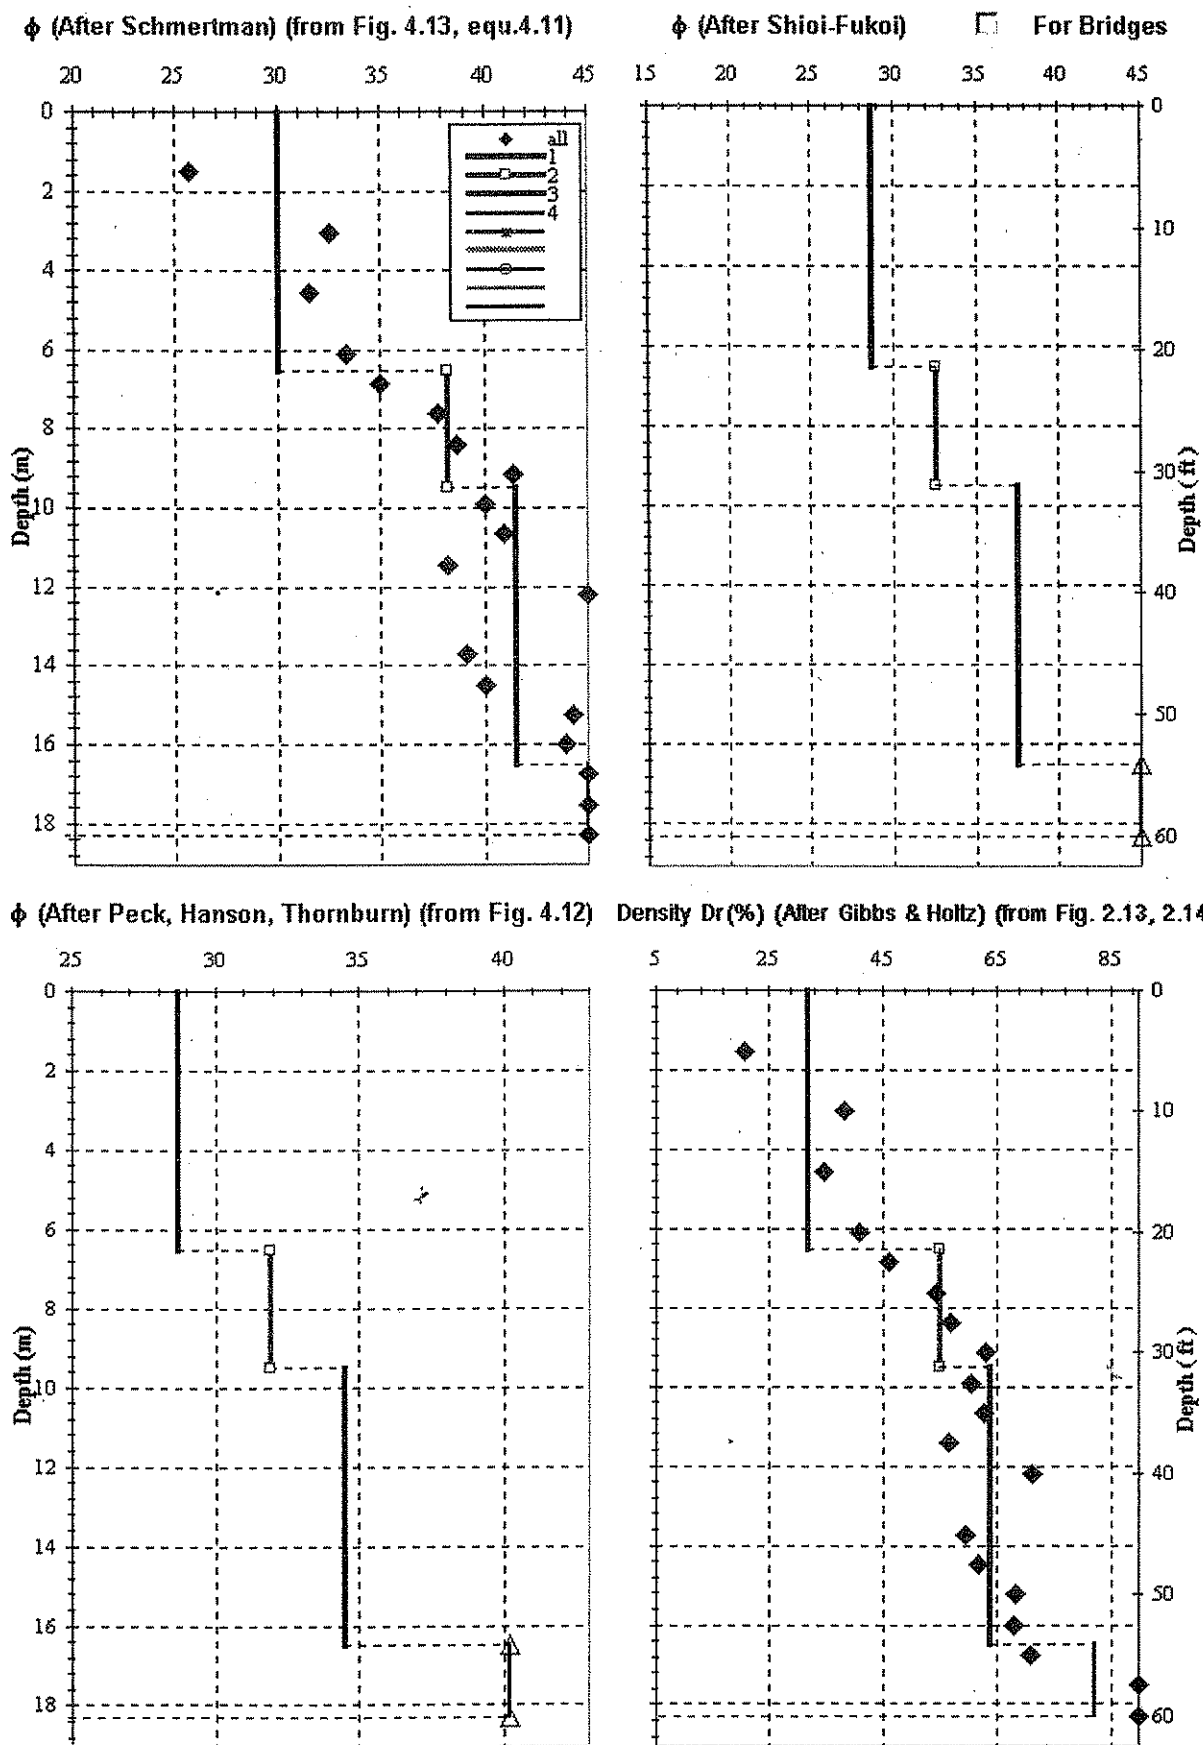 ϕ (After Schmertman) (from Fig. 4.13, equ.4.11)
20 25 30 35 40 45
0
2
4
6
8
10
12
14
16
18
Depth (m)
all
1
2
3
4
ϕ (After Shioi-Fukoi) For Bridges
15 20 25 30 35 40 45
0
10
20
30
40
50
60
Depth ( ft )
ϕ (After Peck, Hanson, Thornburn) (from Fig. 4.12)
25 30 35 40
0
2
4
6
8
10
12
14
16
18
Depth (m)
Density Dr(%) (After Gibbs & Holtz) (from Fig. 2.13, 2.14
5 25 45 65 85
0
10
20
30
40
50
60
Depth ( ft )